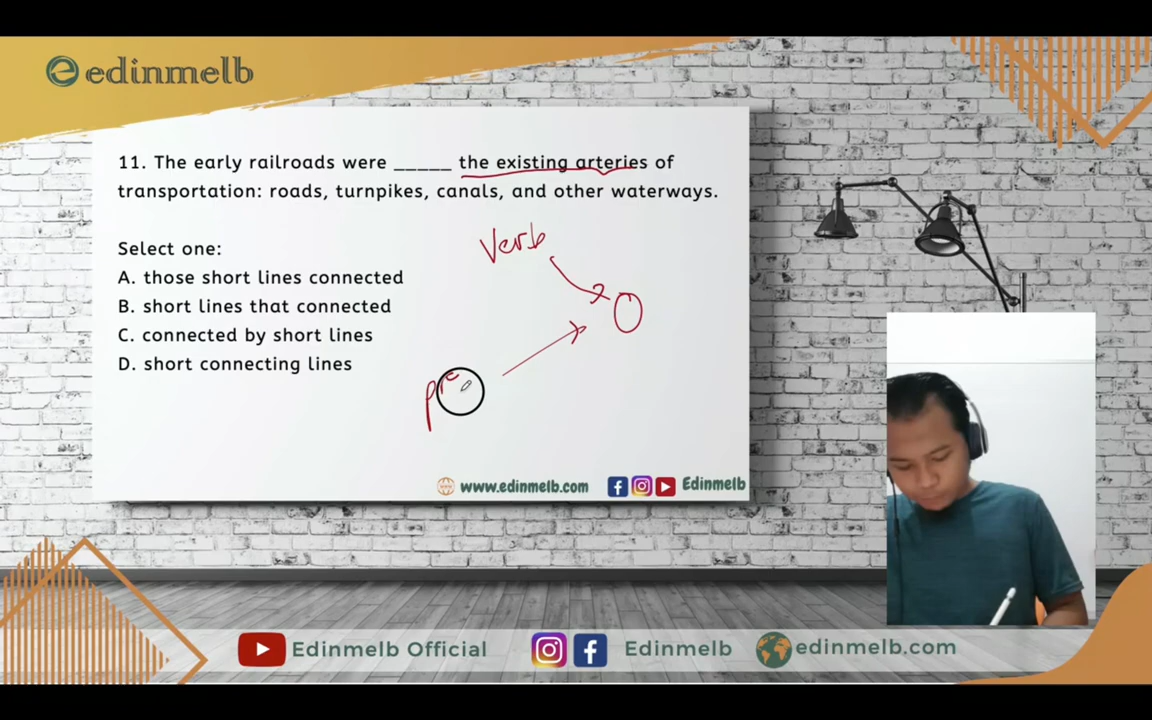 edinmelb
11. The early railroads were _____ the existing arteries of
transportation: roads, turnpikes, canals, and other waterways.
Select one:
A. those short lines connected
B. short lines that connected
C. connected by short lines
D. short connecting lines
Verb
O
pre
www.edinmelb.com
Edinmelb
Edinmelb Official
Edinmelb
edinmelb.com